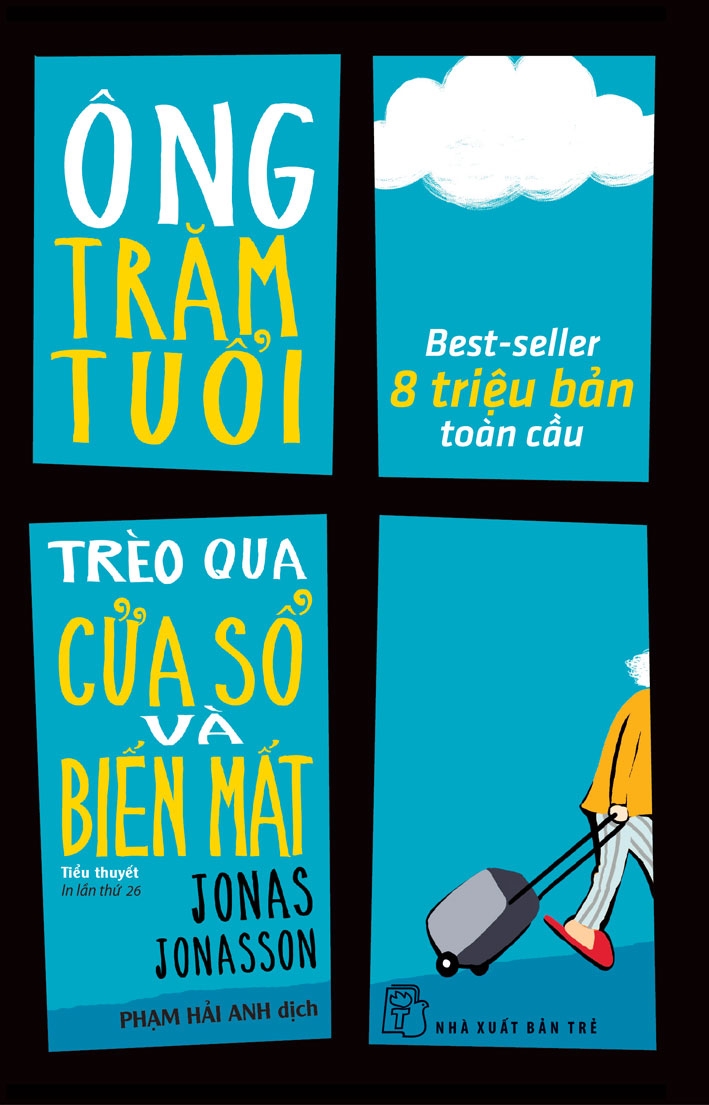 ÔNG
TRĂM
TUỔI
Best-seller
8 triệu bản
toàn cầu
TRÈO QUA
CỬA SỔ
VÀ
BIẾN MẤT
Tiểu thuyết
In lần thứ 26
JONAS
JONASSON
PHẠM HẢI ANH dịch
T
NHÀ XUẤT BẢN TRẺ